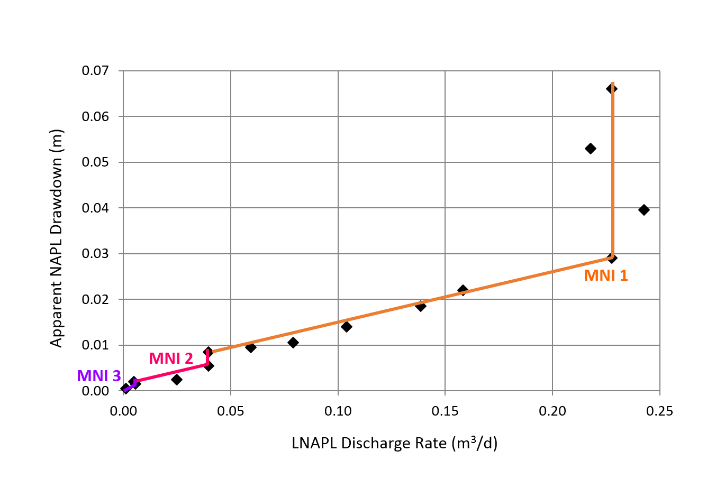 0.07
0.06
0.05
0.04
0.03
0.02
0.01
0.00
Apparent NAPL Drawdown (m)
MNI 1
MNI 2
MNI 3
0.00 0.05 0.10 0.15 0.20 0.25
LNAPL Discharge Rate (m³/d)